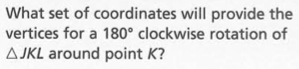 What set of coordinates will provide the
vertices for a 180° clockwise rotation of
△JKL around point K?